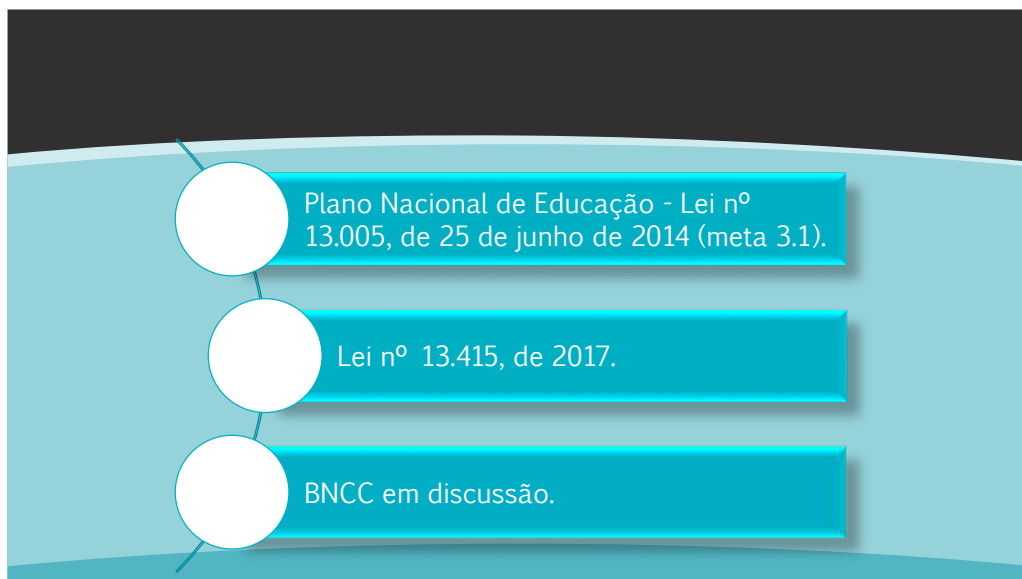 Plano Nacional de Educação - Lei nº
13.005, de 25 de junho de 2014 (meta 3.1).
Lei nº 13.415, de 2017.
BNCC em discussão.